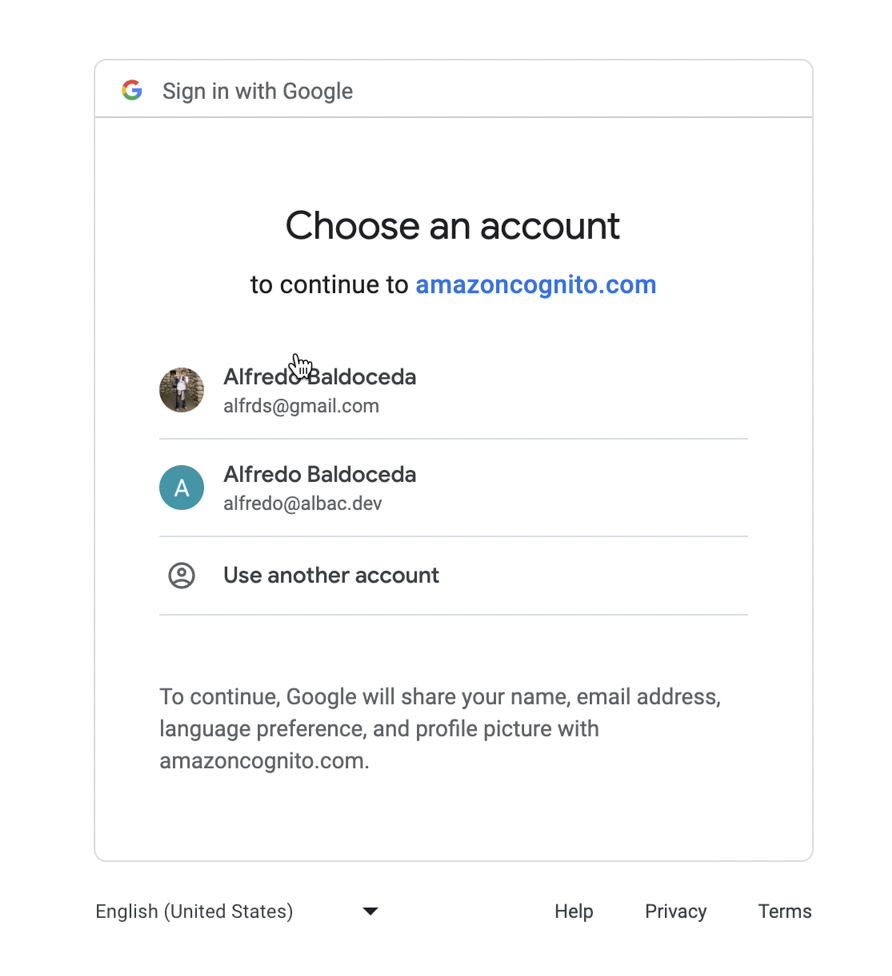 Sign in with Google
Choose an account
to continue to amazoncognito.com
Alfredo Baldoceda
alfrds@gmail.com
A
Alfredo Baldoceda
alfredo@albac.dev
Use another account
To continue, Google will share your name, email address,
language preference, and profile picture with
amazoncognito.com.
English (United States) Help Privacy Terms